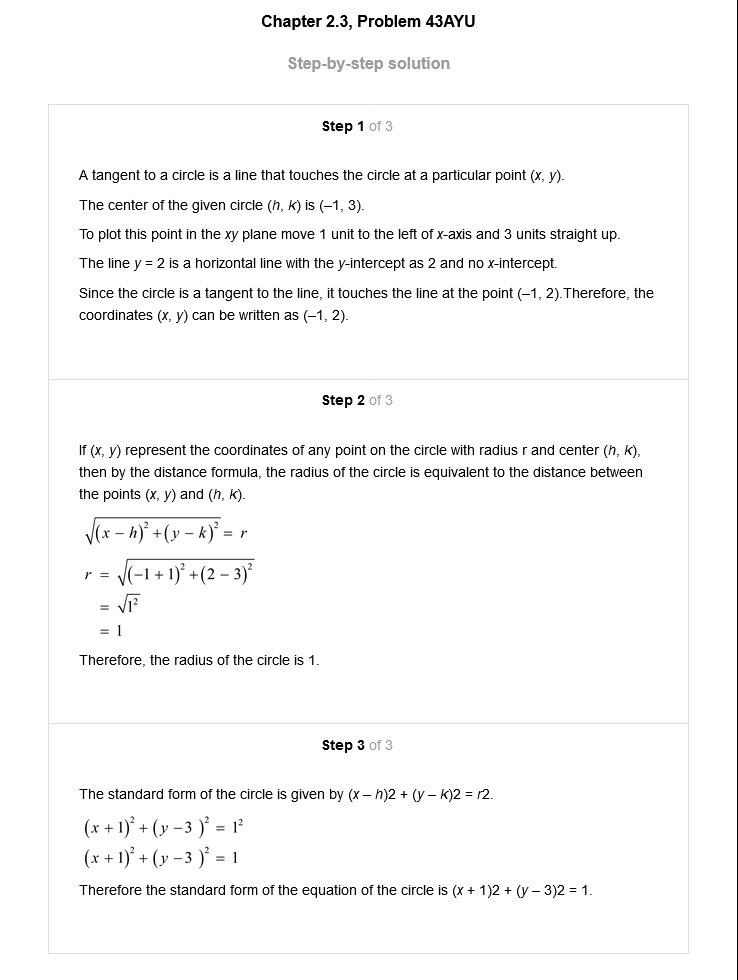 Chapter 2.3, Problem 43AYU
Step-by-step solution
Step 1 of 3
A tangent to a circle is a line that touches the circle at a particular point (x, y).
The center of the given circle (h, k) is (–1, 3).
To plot this point in the xy plane move 1 unit to the left of x-axis and 3 units straight up.
The line y = 2 is a horizontal line with the y-intercept as 2 and no x-intercept.
Since the circle is a tangent to the line, it touches the line at the point (–1, 2).Therefore, the
coordinates (x, y) can be written as (–1, 2).
Step 2 of 3
If (x, y) represent the coordinates of any point on the circle with radius r and center (h, k),
then by the distance formula, the radius of the circle is equivalent to the distance between
the points (x, y) and (h, k).
√((x – h)² + (y – k)²) = r
r = √((–1 + 1)² + (2 – 3)²)
= √(1²)
= 1
Therefore, the radius of the circle is 1.
Step 3 of 3
The standard form of the circle is given by (x – h)2 + (y – k)2 = r2.
(x + 1)² + (y – 3 )² = 1²
(x + 1)² + (y – 3 )² = 1
Therefore the standard form of the equation of the circle is (x + 1)2 + (y – 3)2 = 1.